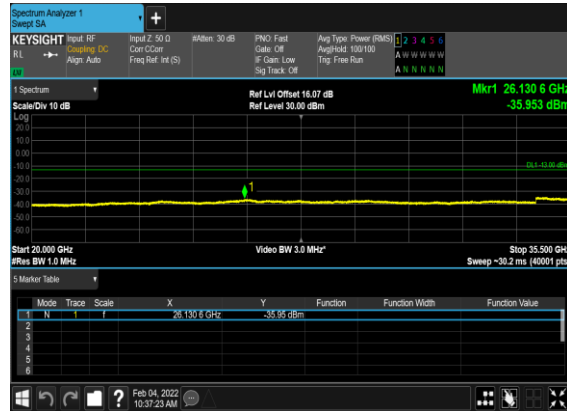 Spectrum Analyzer 1
Swept SA
+
KEYSIGHT Input: RF Input Z: 50 Ω #Atten: 30 dB PNO: Fast Avg Type: Power (RMS) 1 2 3 4 5 6
RL Coupling: DC Corr CCorr Gate: Off Avg|Hold: 100/100 A W W W W W
Align: Auto Freq Ref: Int (S) IF Gain: Low Trig: Free Run
Sig Track: Off A N N N N N
LXI
1 Spectrum Ref Lvl Offset 16.07 dB Mkr1 26.130 6 GHz
Scale/Div 10 dB Ref Level 30.00 dBm -35.953 dBm
Log
20.0
10.0
0.00
-10.0 DL1 -13.00 dBm
-20.0
-30.0 1
-40.0
-50.0
-60.0
Start 20.000 GHz Video BW 3.0 MHz* Stop 35.500 GHz
#Res BW 1.0 MHz Sweep ~30.2 ms (40001 pts)
5 Marker Table
Mode Trace Scale X Y Function Function Width Function Value
1 N 1 f 26.130 6 GHz -35.95 dBm
2
3
4
5
6
? Feb 04, 2022
10:37:23 AM